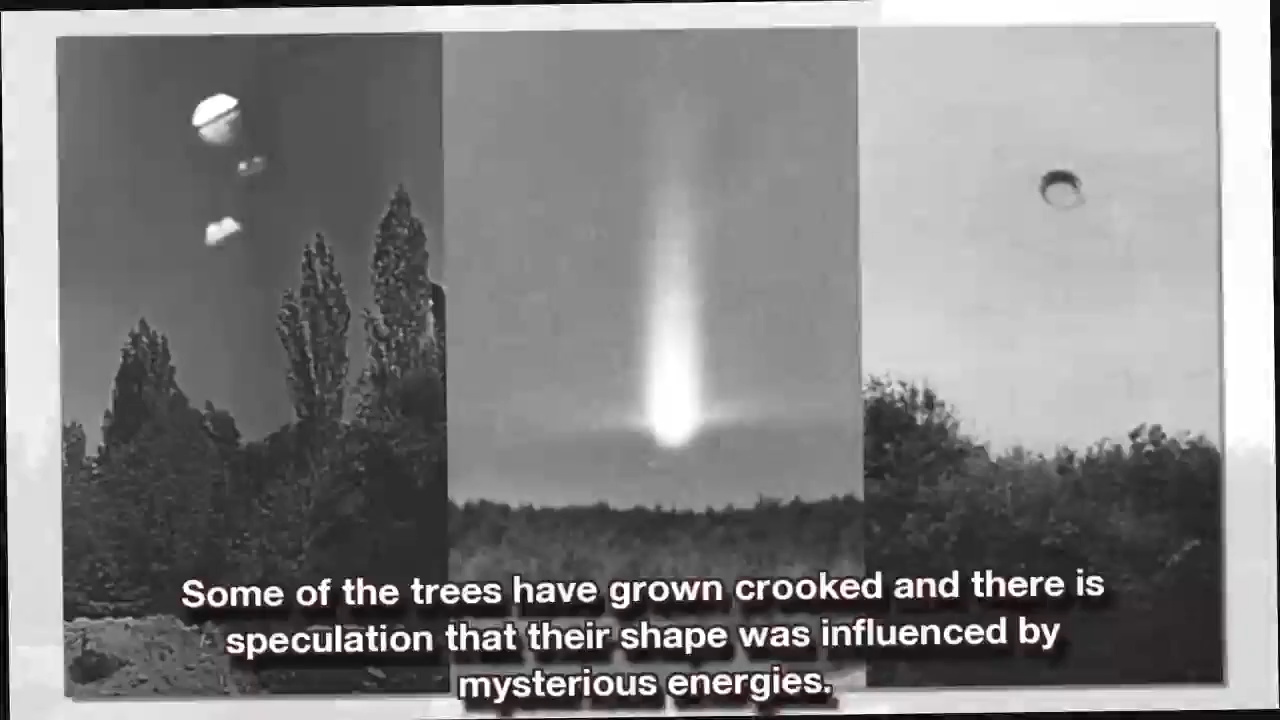 Some of the trees have grown crooked and there is
speculation that their shape was influenced by
mysterious energies.